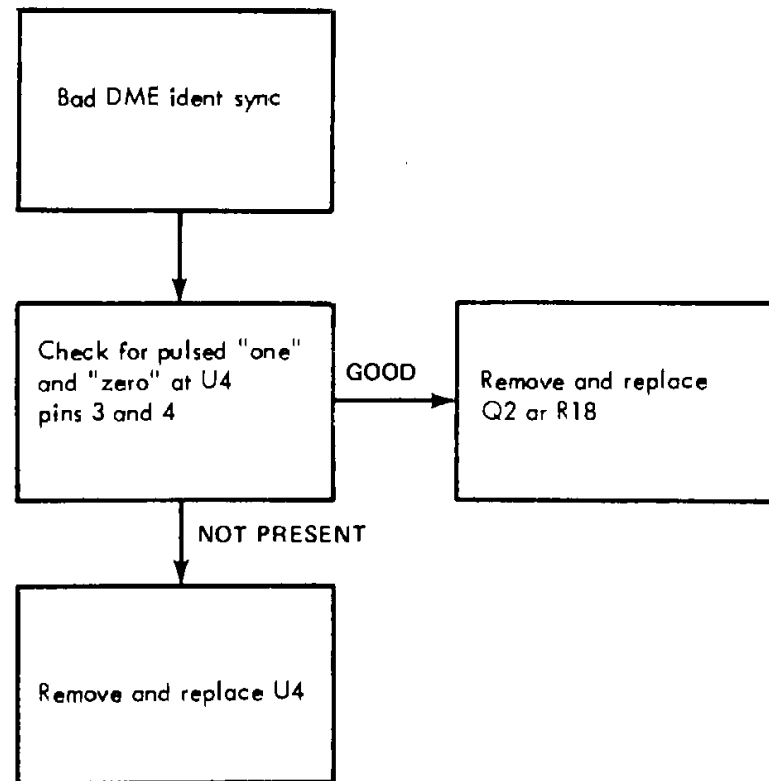 Bad DME ident sync
Check for pulsed "one"
and "zero" at U4
pins 3 and 4
GOOD
Remove and replace
Q2 or R18
NOT PRESENT
Remove and replace U4